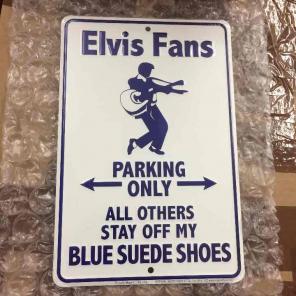 Elvis Fans
PARKING
ONLY
ALL OTHERS
STAY OFF MY
BLUE SUEDE SHOES